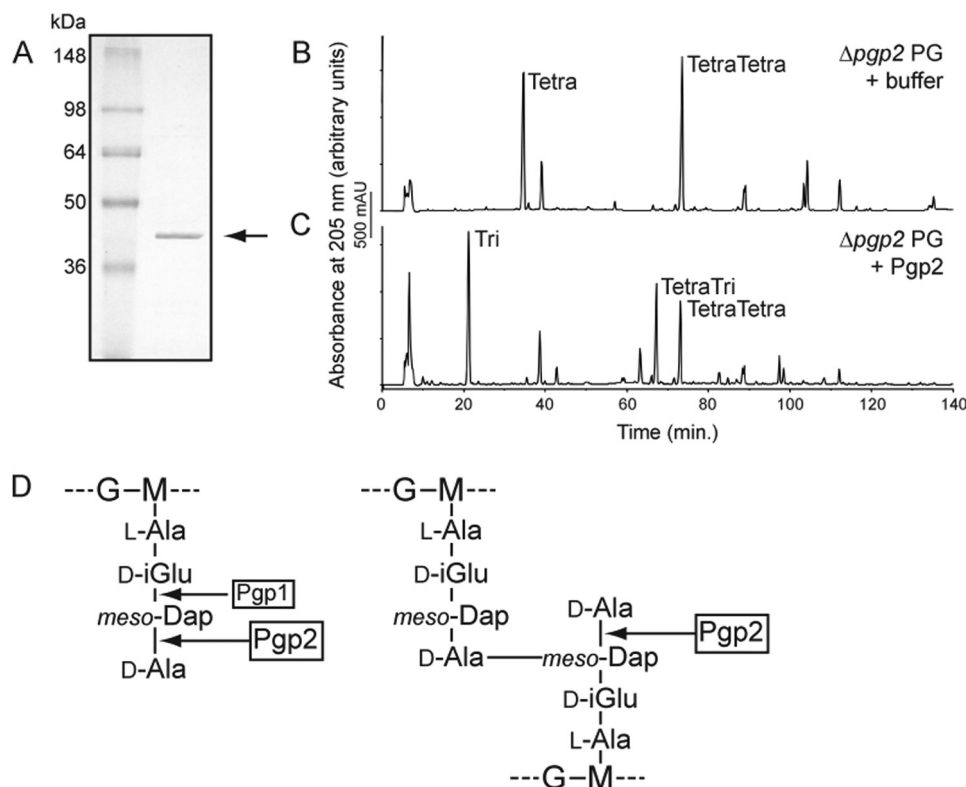 A
kDa
148
98
64
50
36
B
Tetra
TetraTetra
Δpgp2 PG
+ buffer
Absorbance at 205 nm (arbitrary units)
500 mAU
C
Tri
TetraTri
TetraTetra
Δpgp2 PG
+ Pgp2
0 20 40 60 80 100 120 140
Time (min.)
D
---G–M---
L-Ala
D-iGlu
Pgp1
meso-Dap
Pgp2
D-Ala
---G–M---
L-Ala
D-iGlu
meso-Dap
D-Ala
D-Ala
Pgp2
meso-Dap
D-iGlu
L-Ala
---G–M---